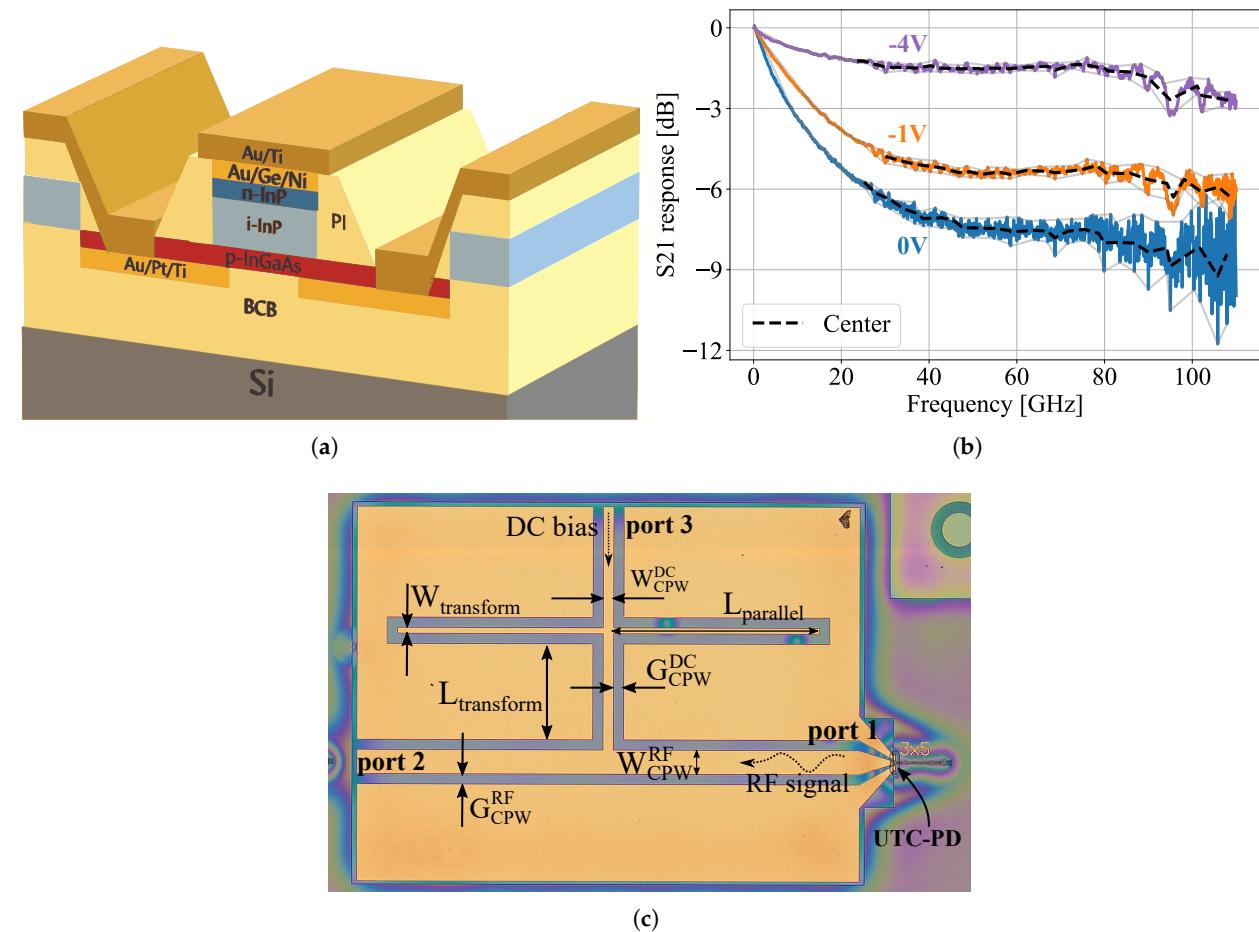 Au/Ti
Au/Ge/Ni
n-InP
i-InP
PI
p-InGaAs
Au/Pt/Ti
BCB
Si
(a)
S21 response [dB]
0
−3
−6
−9
−12
-4V
-1V
0V
Center
0 20 40 60 80 100
Frequency [GHz]
(b)
DC bias
port 3
W_CPW^DC
W_transform
L_parallel
G_CPW^DC
L_transform
port 1
3×5
port 2
W_CPW^RF
RF signal
G_CPW^RF
UTC-PD
(c)